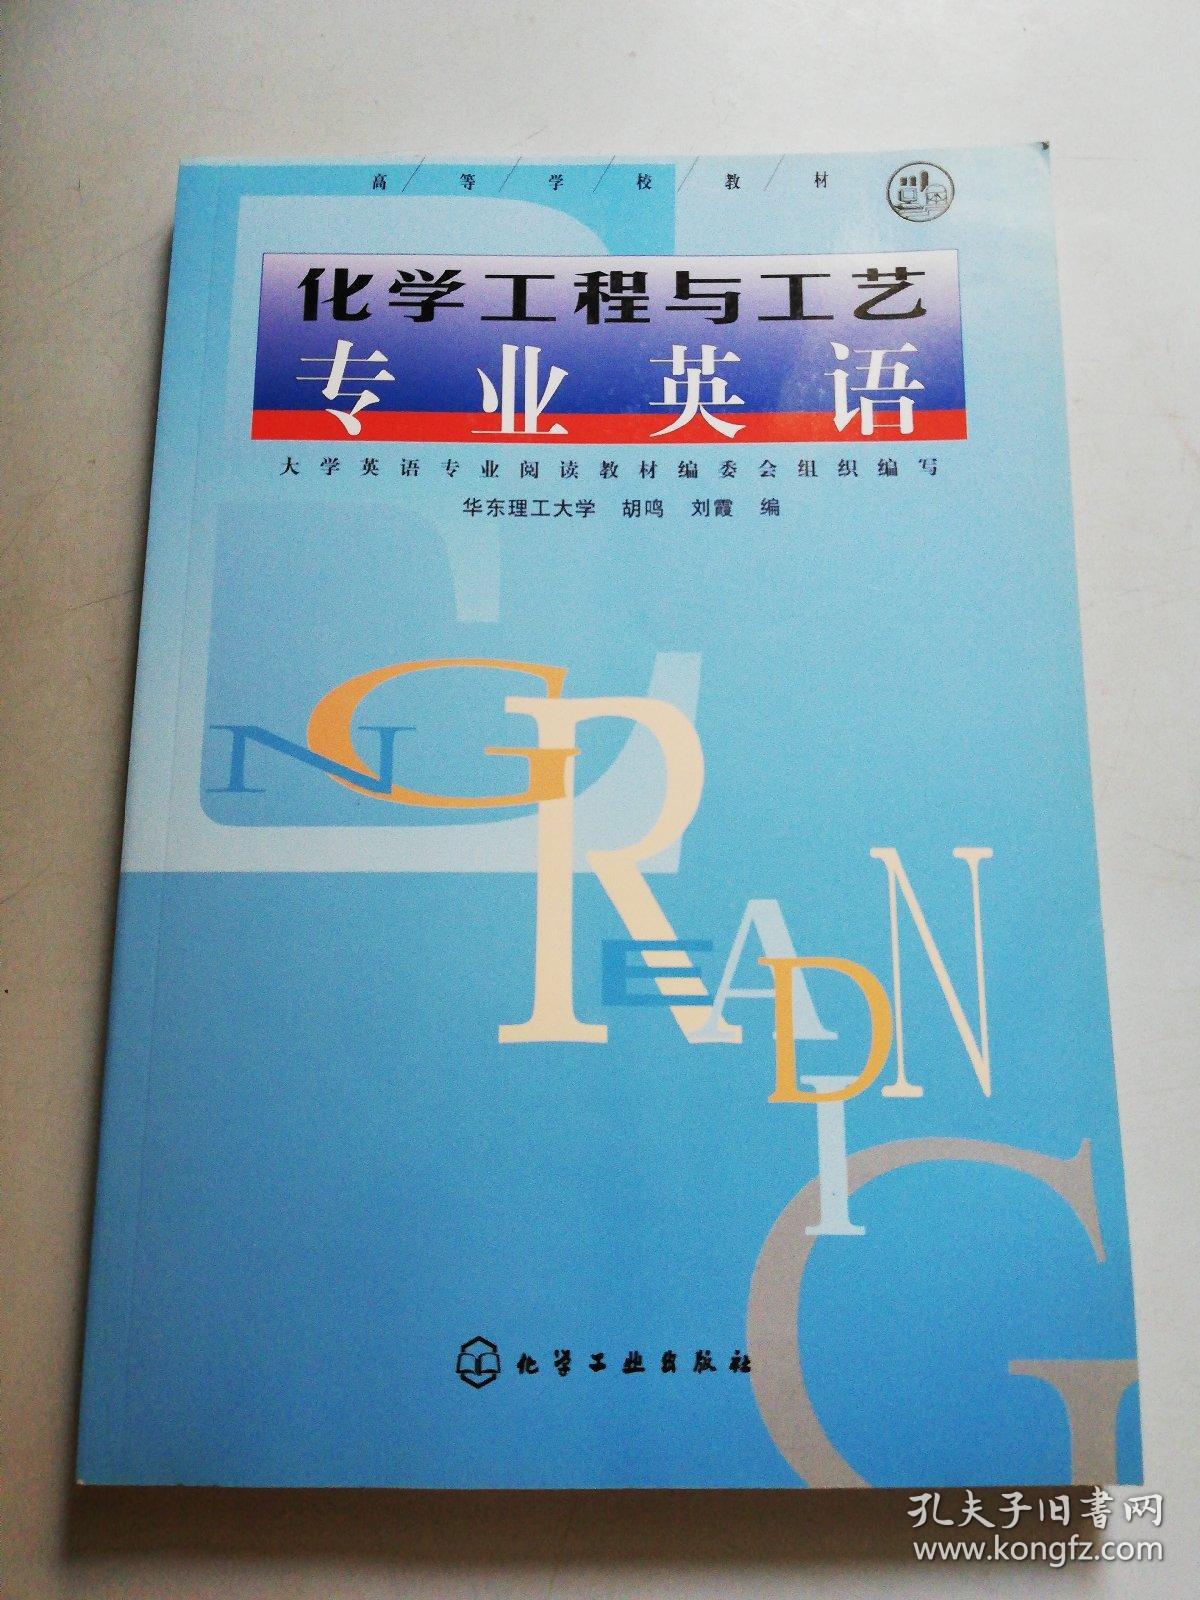 高/等/学/校/教/材
化学工程与工艺
专业英语
大学英语专业阅读教材编委会组织编写
华东理工大学 胡鸣 刘霞 编
ENG
READING
化学工业出版社
孔夫子旧书网
www.kongfz.com